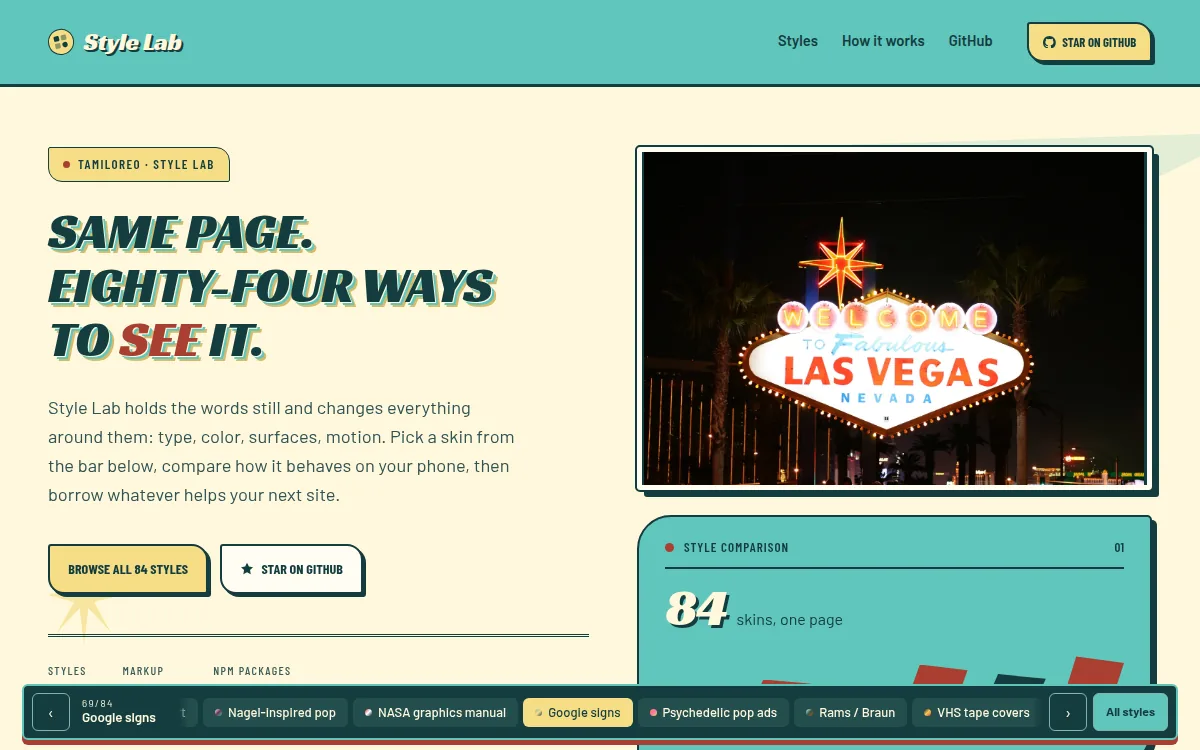 Style Lab
Styles
How it works
GitHub
STAR ON GITHUB
TAMILOREO · STYLE LAB
SAME PAGE.
EIGHTY-FOUR WAYS
TO SEE IT.
Style Lab holds the words still and changes everything
around them: type, color, surfaces, motion. Pick a skin from
the bar below, compare how it behaves on your phone, then
borrow whatever helps your next site.
BROWSE ALL 84 STYLES
STAR ON GITHUB
STYLES
MARKUP
NPM PACKAGES
WELCOME
TO Fabulous
LAS VEGAS
NEVADA
STYLE COMPARISON
01
84 skins, one page
‹
69/84
Google signs
t
Nagel-inspired pop
NASA graphics manual
Google signs
Psychedelic pop ads
Rams / Braun
VHS tape covers
›
All styles